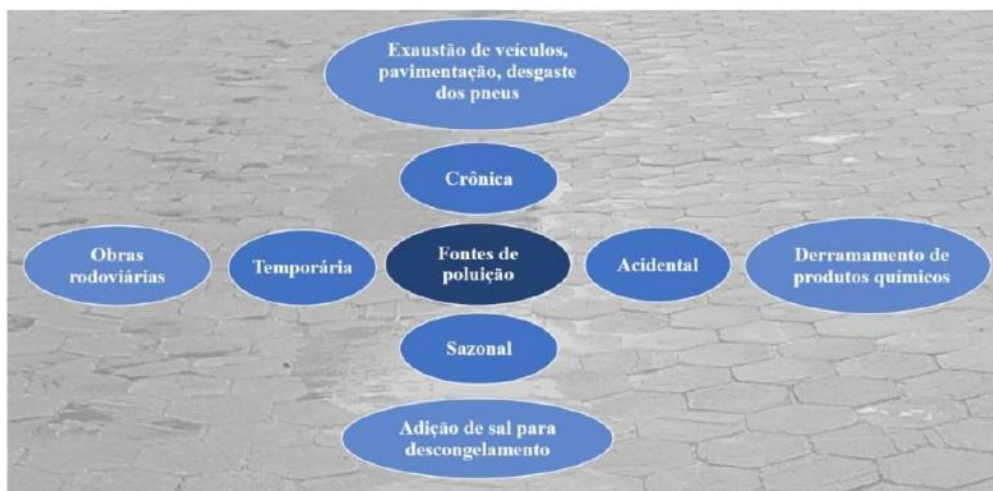 Exaustão de veículos,
pavimentação, desgaste
dos pneus
Crônica
Obras
rodoviárias
Temporária
Fontes de
poluição
Acidental
Derramamento de
produtos químicos
Sazonal
Adição de sal para
descongelamento